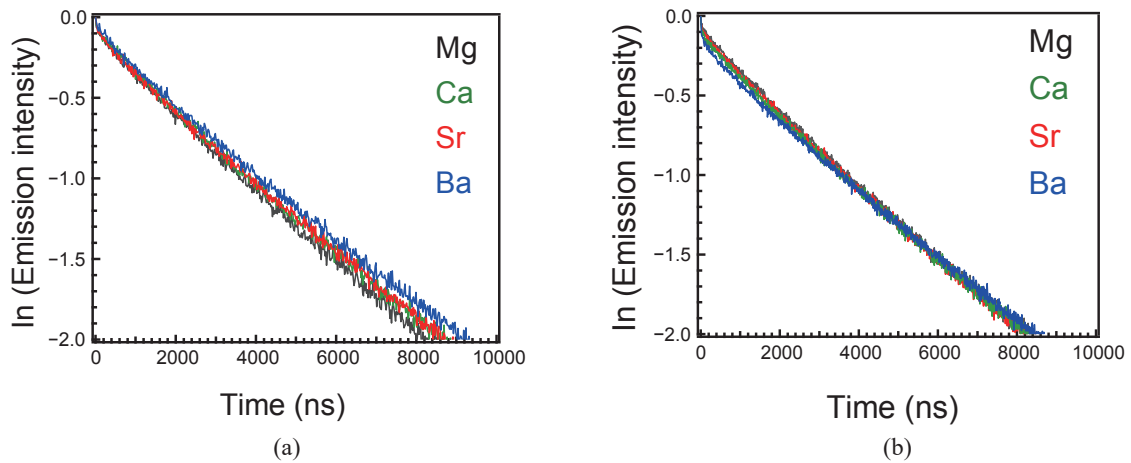 0.0
−0.5
−1.0
−1.5
−2.0
ln (Emission intensity)
Mg
Ca
Sr
Ba
0
2000
4000
6000
8000
10000
Time (ns)
(a)
0.0
−0.5
−1.0
−1.5
−2.0
ln (Emission intensity)
Mg
Ca
Sr
Ba
0
2000
4000
6000
8000
10000
Time (ns)
(b)